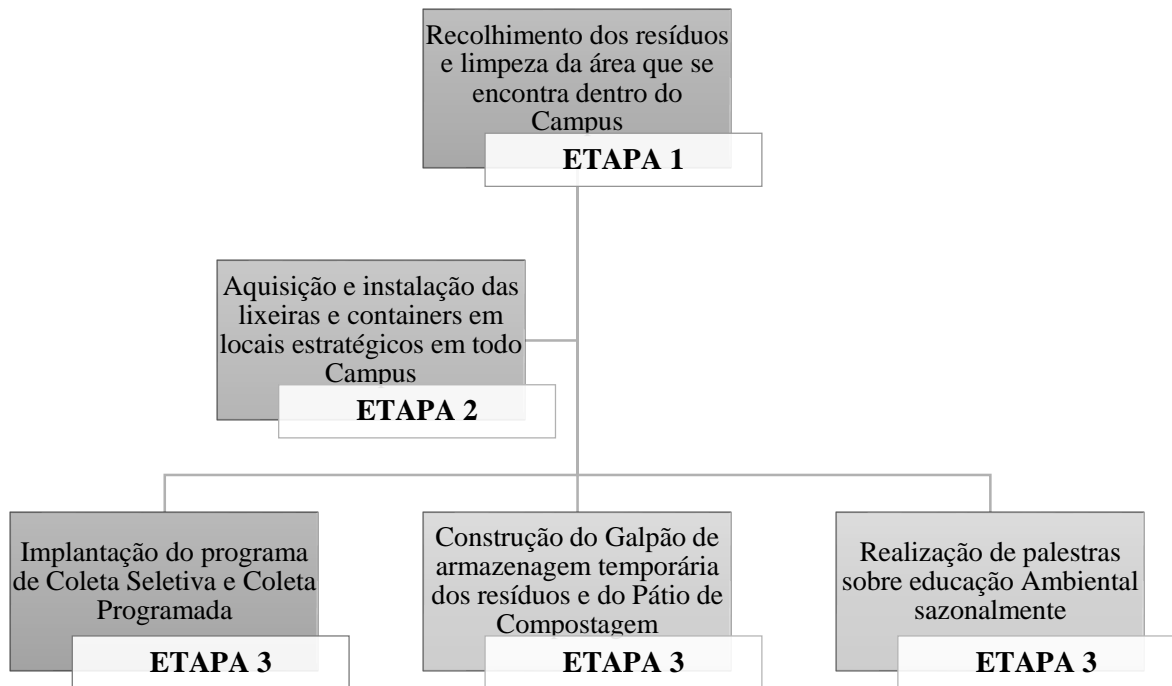 Recolhimento dos resíduos
e limpeza da área que se
encontra dentro do
Campus
ETAPA 1
Aquisição e instalação das
lixeiras e containers em
locais estratégicos em todo
Campus
ETAPA 2
Implantação do programa
de Coleta Seletiva e Coleta
Programada
ETAPA 3
Construção do Galpão de
armazenagem temporária
dos resíduos e do Pátio de
Compostagem
ETAPA 3
Realização de palestras
sobre educação Ambiental
sazonalmente
ETAPA 3